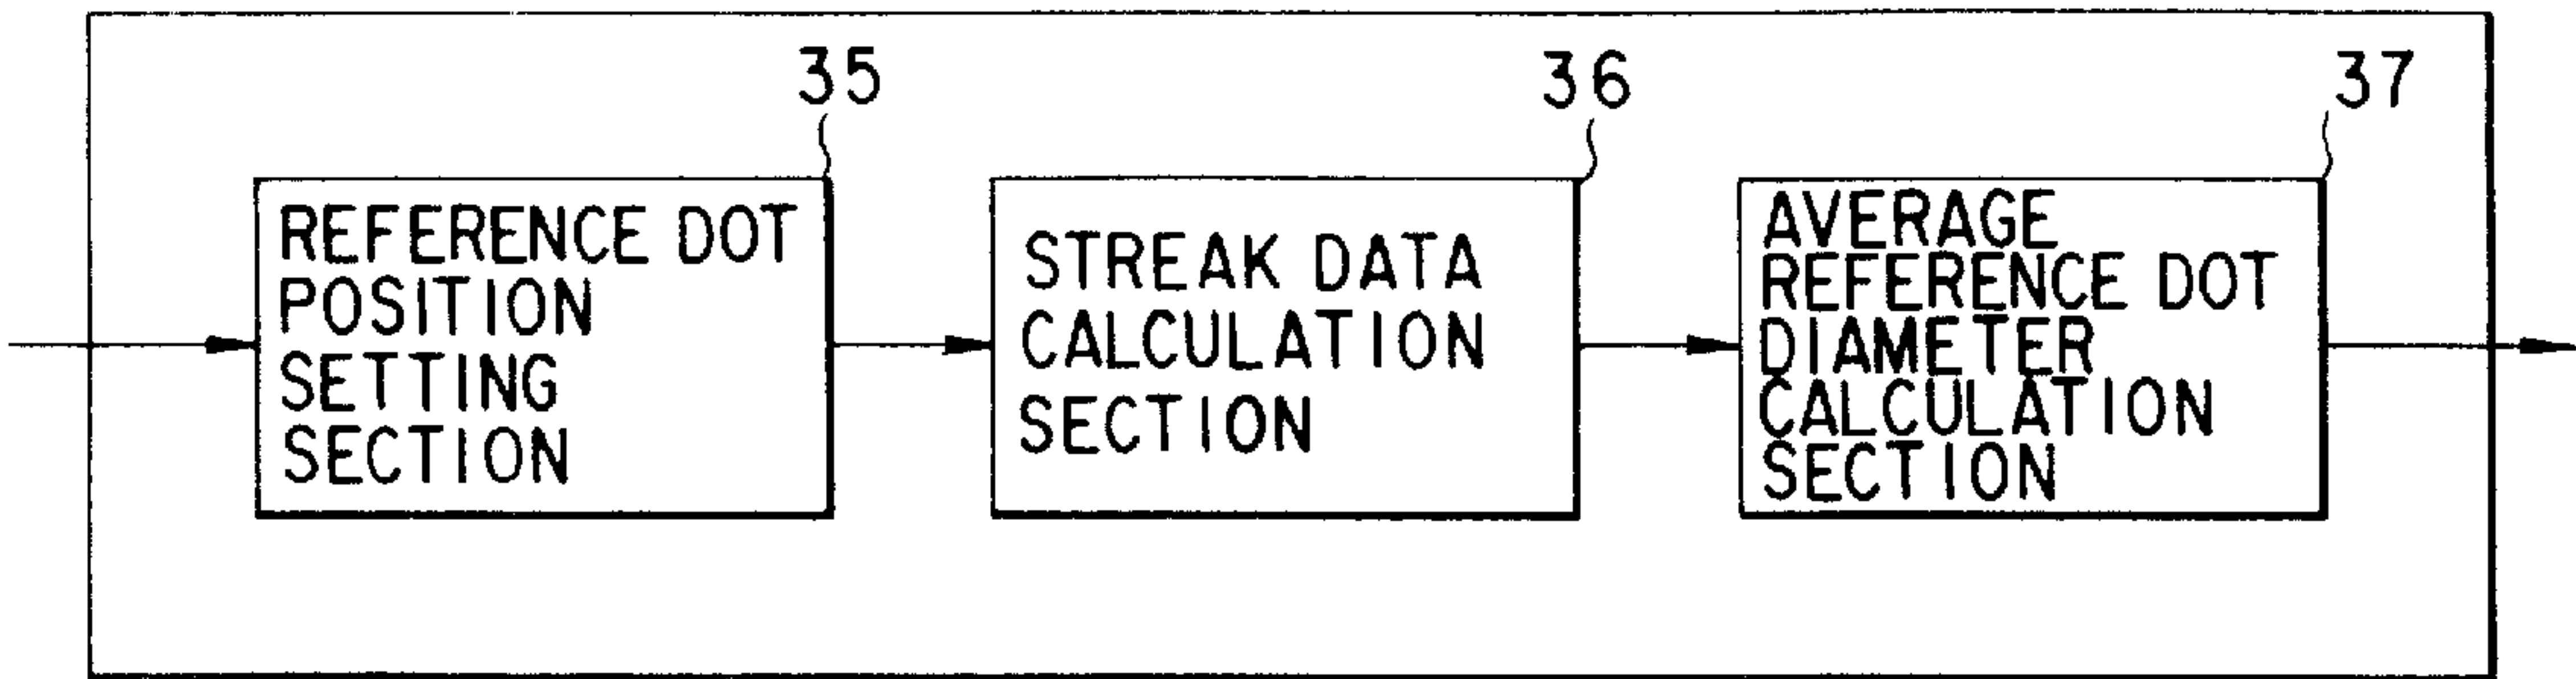 35
36
37
REFERENCE DOT
POSITION
SETTING
SECTION
STREAK DATA
CALCULATION
SECTION
AVERAGE
REFERENCE DOT
DIAMETER
CALCULATION
SECTION